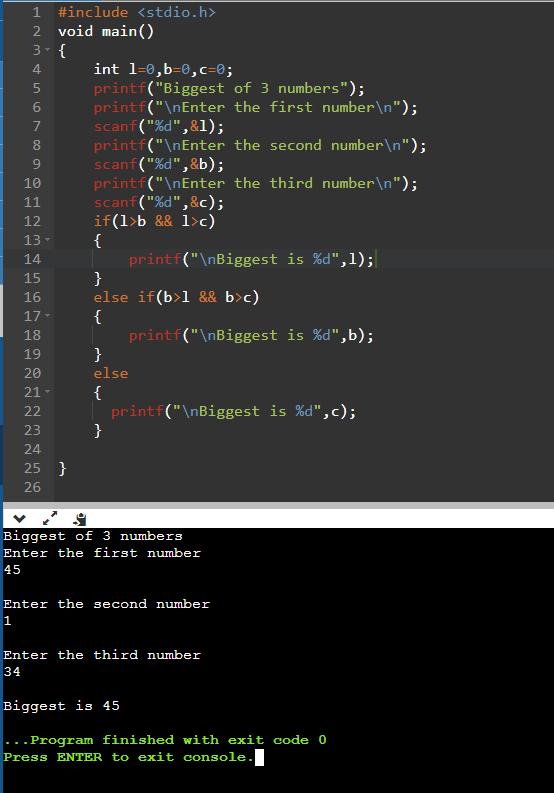 1 #include <stdio.h>
2 void main()
3 {
4     int l=0,b=0,c=0;
5     printf("Biggest of 3 numbers");
6     printf("\nEnter the first number\n");
7     scanf("%d",&l);
8     printf("\nEnter the second number\n");
9     scanf("%d",&b);
10     printf("\nEnter the third number\n");
11     scanf("%d",&c);
12     if(l>b && l>c)
13     {
14         printf("\nBiggest is %d",l);
15     }
16     else if(b>l && b>c)
17     {
18         printf("\nBiggest is %d",b);
19     }
20     else
21     {
22       printf("\nBiggest is %d",c);
23     }
24
25 }
26
Biggest of 3 numbers
Enter the first number
45
Enter the second number
1
Enter the third number
34
Biggest is 45
...Program finished with exit code 0
Press ENTER to exit console.